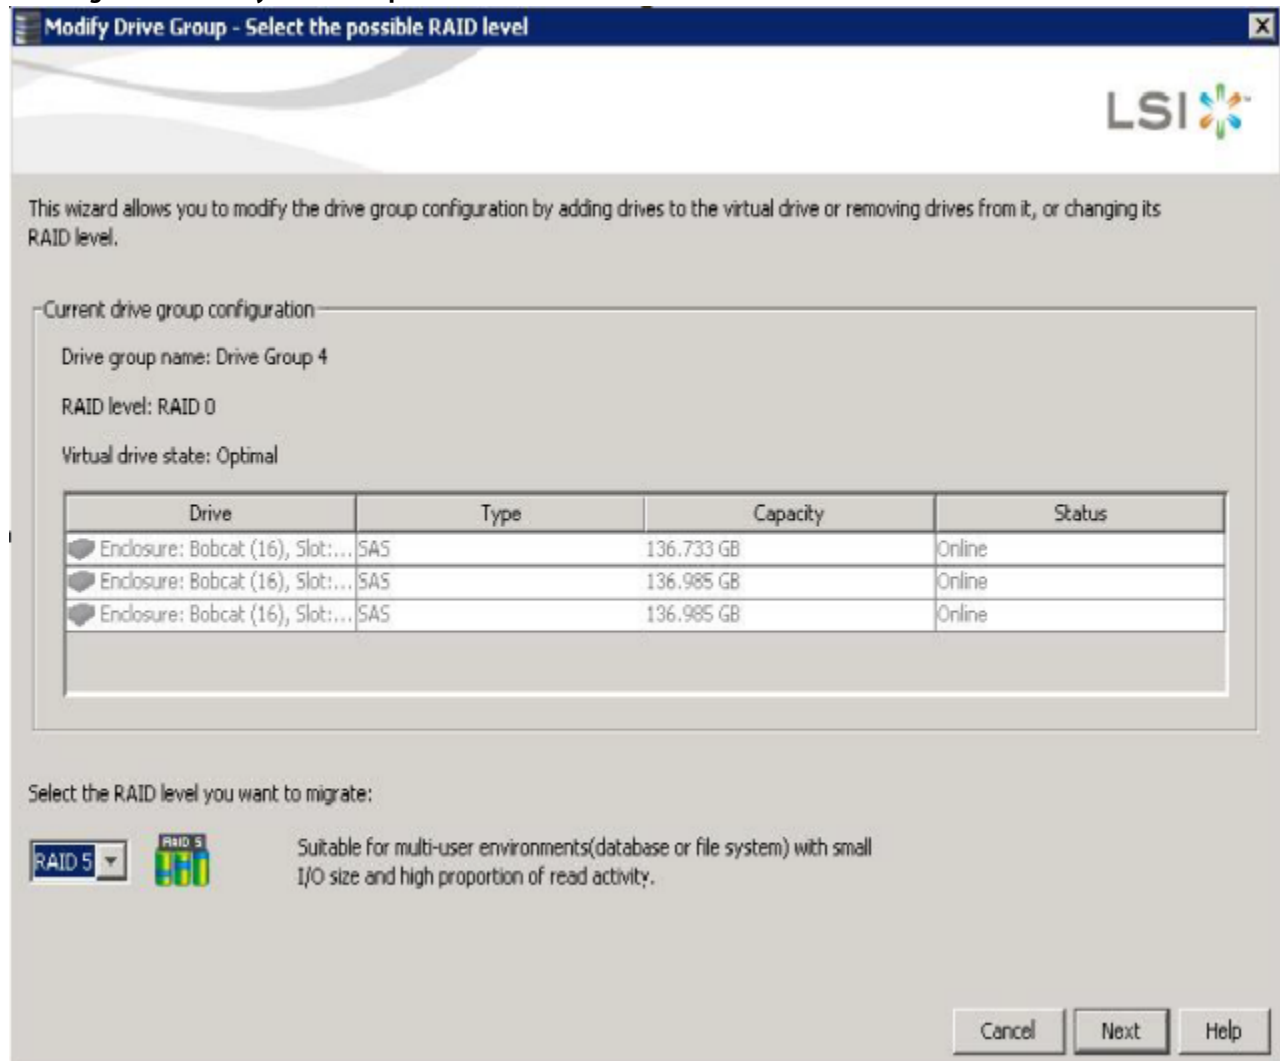 Modify Drive Group - Select the possible RAID level
LSI
This wizard allows you to modify the drive group configuration by adding drives to the virtual drive or removing drives from it, or changing its
RAID level.
Current drive group configuration
Drive group name: Drive Group 4
RAID level: RAID 0
Virtual drive state: Optimal
Drive Type Capacity Status
Enclosure: Bobcat (16), Slot:... SAS 136.733 GB Online
Enclosure: Bobcat (16), Slot:... SAS 136.985 GB Online
Enclosure: Bobcat (16), Slot:... SAS 136.985 GB Online
Select the RAID level you want to migrate:
RAID 5
RAID 5
Suitable for multi-user environments(database or file system) with small
I/O size and high proportion of read activity.
Cancel Next Help